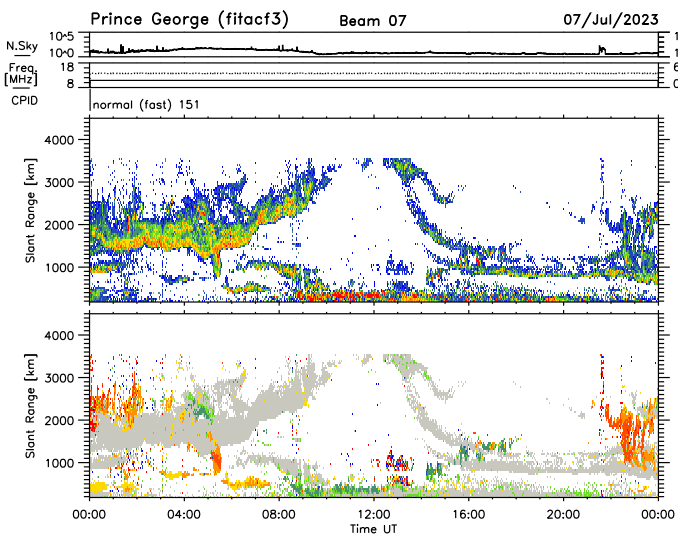 Prince George (fitacf3) Beam 07 07/Jul/2023
N.Sky 10^5 10^0
Freq. [MHz] 18 8
CPID normal (fast) 151
Slant Range [km] 4000 3000 2000 1000
Slant Range [km] 4000 3000 2000 1000
00:00 04:00 08:00 12:00 16:00 20:00 00:00
Time UT